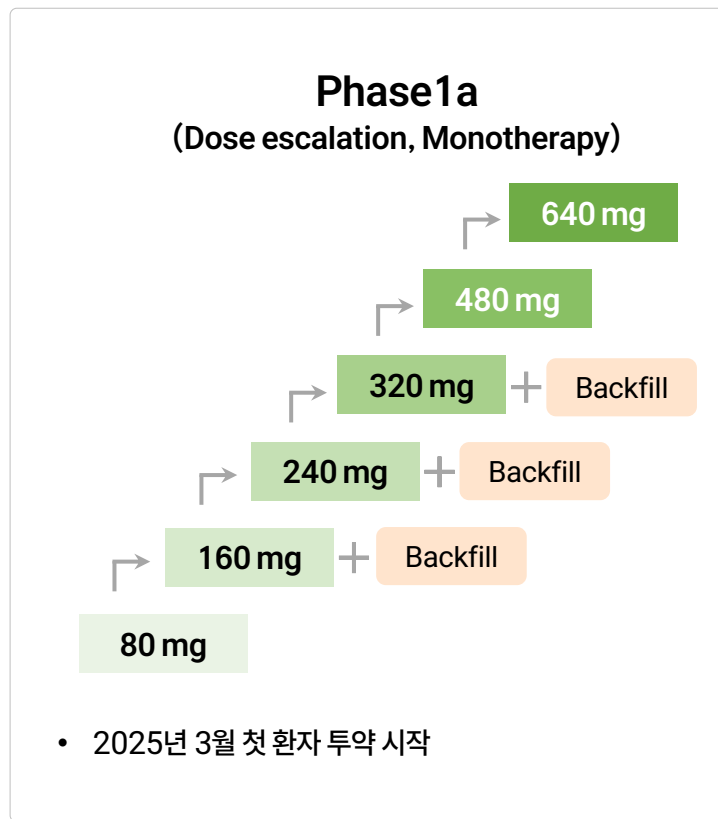 Phase1a
(Dose escalation, Monotherapy)
640 mg
480 mg
320 mg + Backfill
240 mg + Backfill
160 mg + Backfill
80 mg
• 2025년 3월 첫 환자 투약 시작